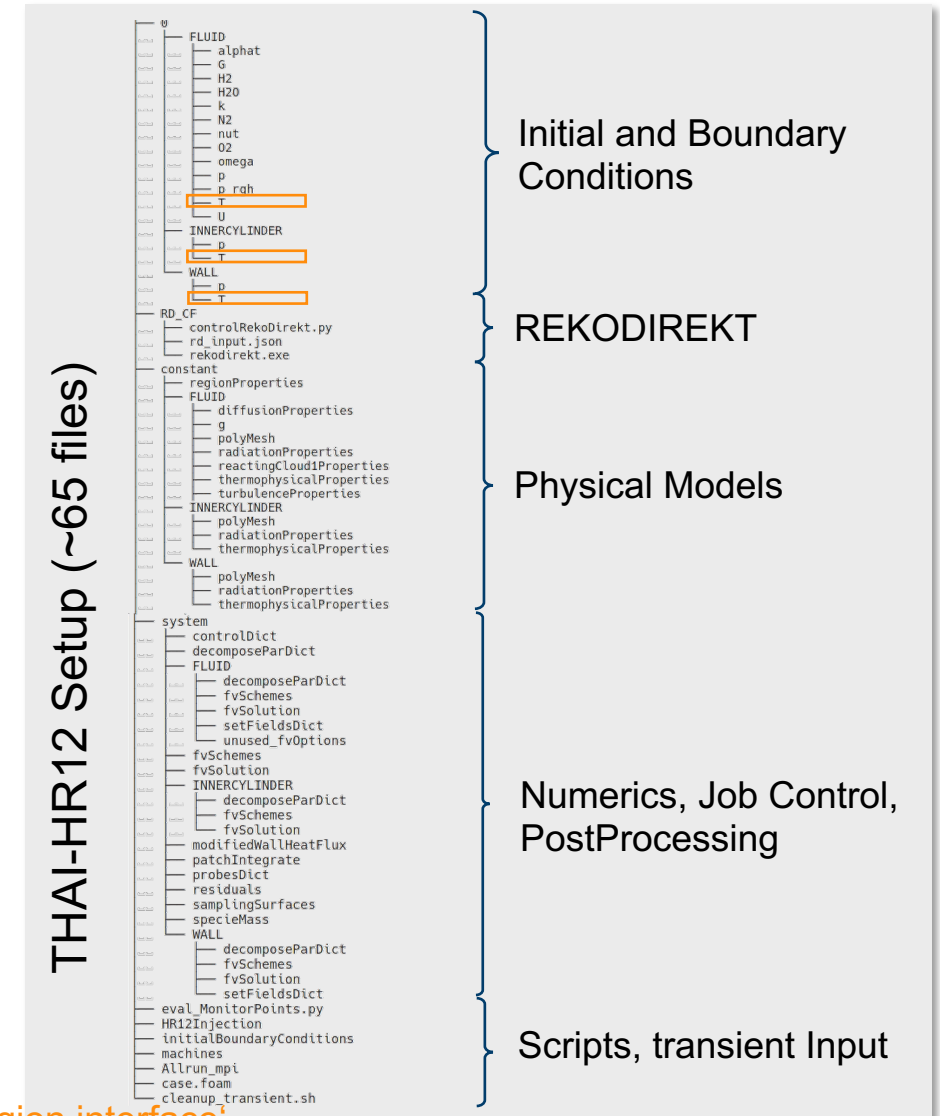 0
FLUID
alphat
G
H2
H2O
k
N2
nut
O2
omega
p
p_rgh
T
U
INNERCYLINDER
p
T
WALL
p
T
Initial and Boundary
Conditions
RD_CF
controlRekoDirekt.py
rd_input.json
rekodirekt.exe
REKODIREKT
constant
regionProperties
FLUID
diffusionProperties
g
polyMesh
radiationProperties
reactingCloud1Properties
thermophysicalProperties
turbulenceProperties
INNERCYLINDER
polyMesh
radiationProperties
thermophysicalProperties
WALL
polyMesh
radiationProperties
thermophysicalProperties
Physical Models
system
controlDict
decomposeParDict
FLUID
decomposeParDict
fvSchemes
fvSolution
setFieldsDict
unused_fvOptions
fvSchemes
fvSolution
INNERCYLINDER
decomposeParDict
fvSchemes
fvSolution
modifiedWallHeatFlux
patchIntegrate
probesDict
residuals
samplingSurfaces
specieMass
WALL
decomposeParDict
fvSchemes
fvSolution
setFieldsDict
Numerics, Job Control,
PostProcessing
eval_MonitorPoints.py
HR12Injection
initialBoundaryConditions
machines
Allrun_mpi
case.foam
cleanup_transient.sh
Scripts, transient Input
THAI-HR12 Setup (~65 files)
interface‘